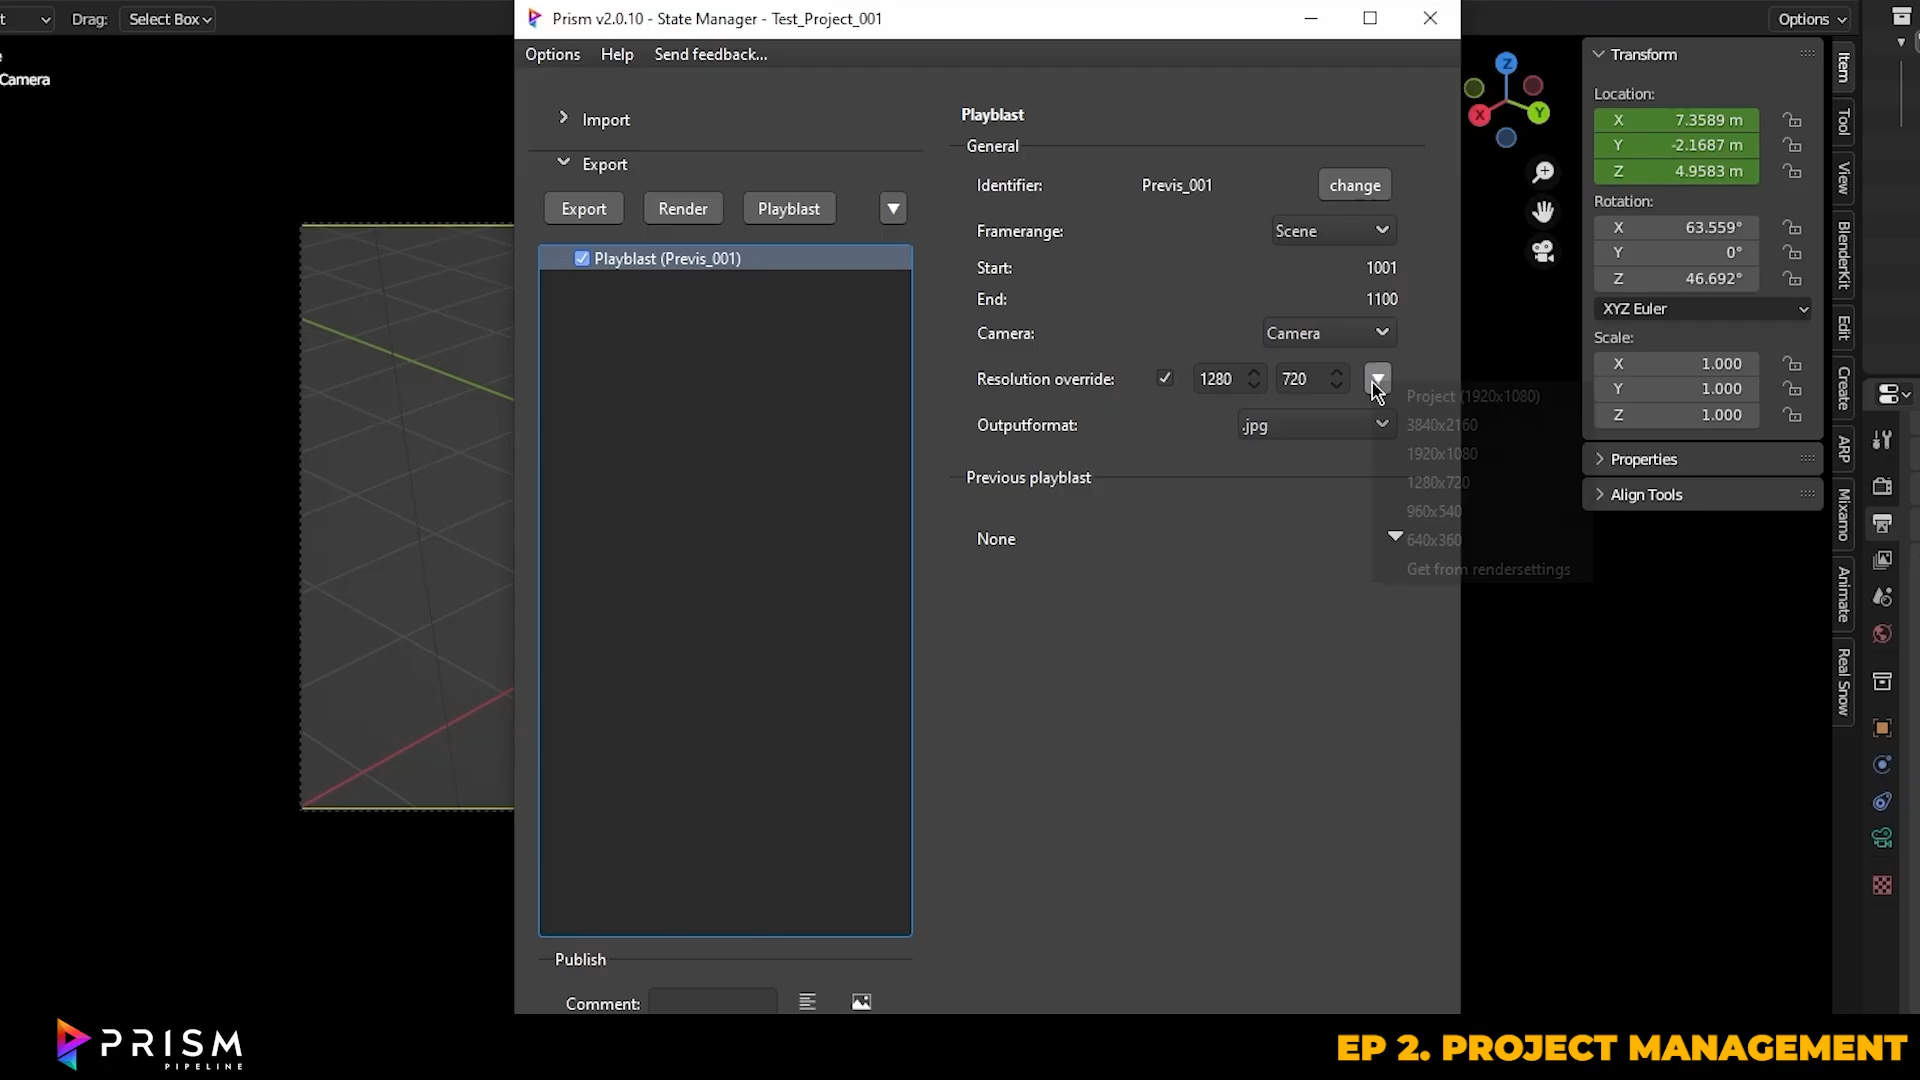 t
Drag:
Select Box
Camera
Prism v2.0.10 - State Manager - Test_Project_001
Options
Help
Send feedback...
Import
Export
Export
Render
Playblast
Playblast (Previs_001)
Publish
Comment:
Playblast
General
Identifier:
Previs_001
change
Framerange:
Scene
Start:
1001
End:
1100
Camera:
Camera
Resolution override:
1280
720
Outputformat:
.jpg
Project (1920x1080)
3840x2160
1920x1080
1280x720
960x540
640x360
Get from rendersettings
Previous playblast
None
Z
X
Y
Options
Transform
Location:
X 7.3589 m
Y -2.1687 m
Z 4.9583 m
Rotation:
X 63.559°
Y 0°
Z 46.692°
XYZ Euler
Scale:
X 1.000
Y 1.000
Z 1.000
Properties
Align Tools
Item
Tool
View
BlenderKit
Edit
Create
ARP
Mixamo
Animate
Real Snow
PRISM
PIPELINE
EP 2. PROJECT MANAGEMENT